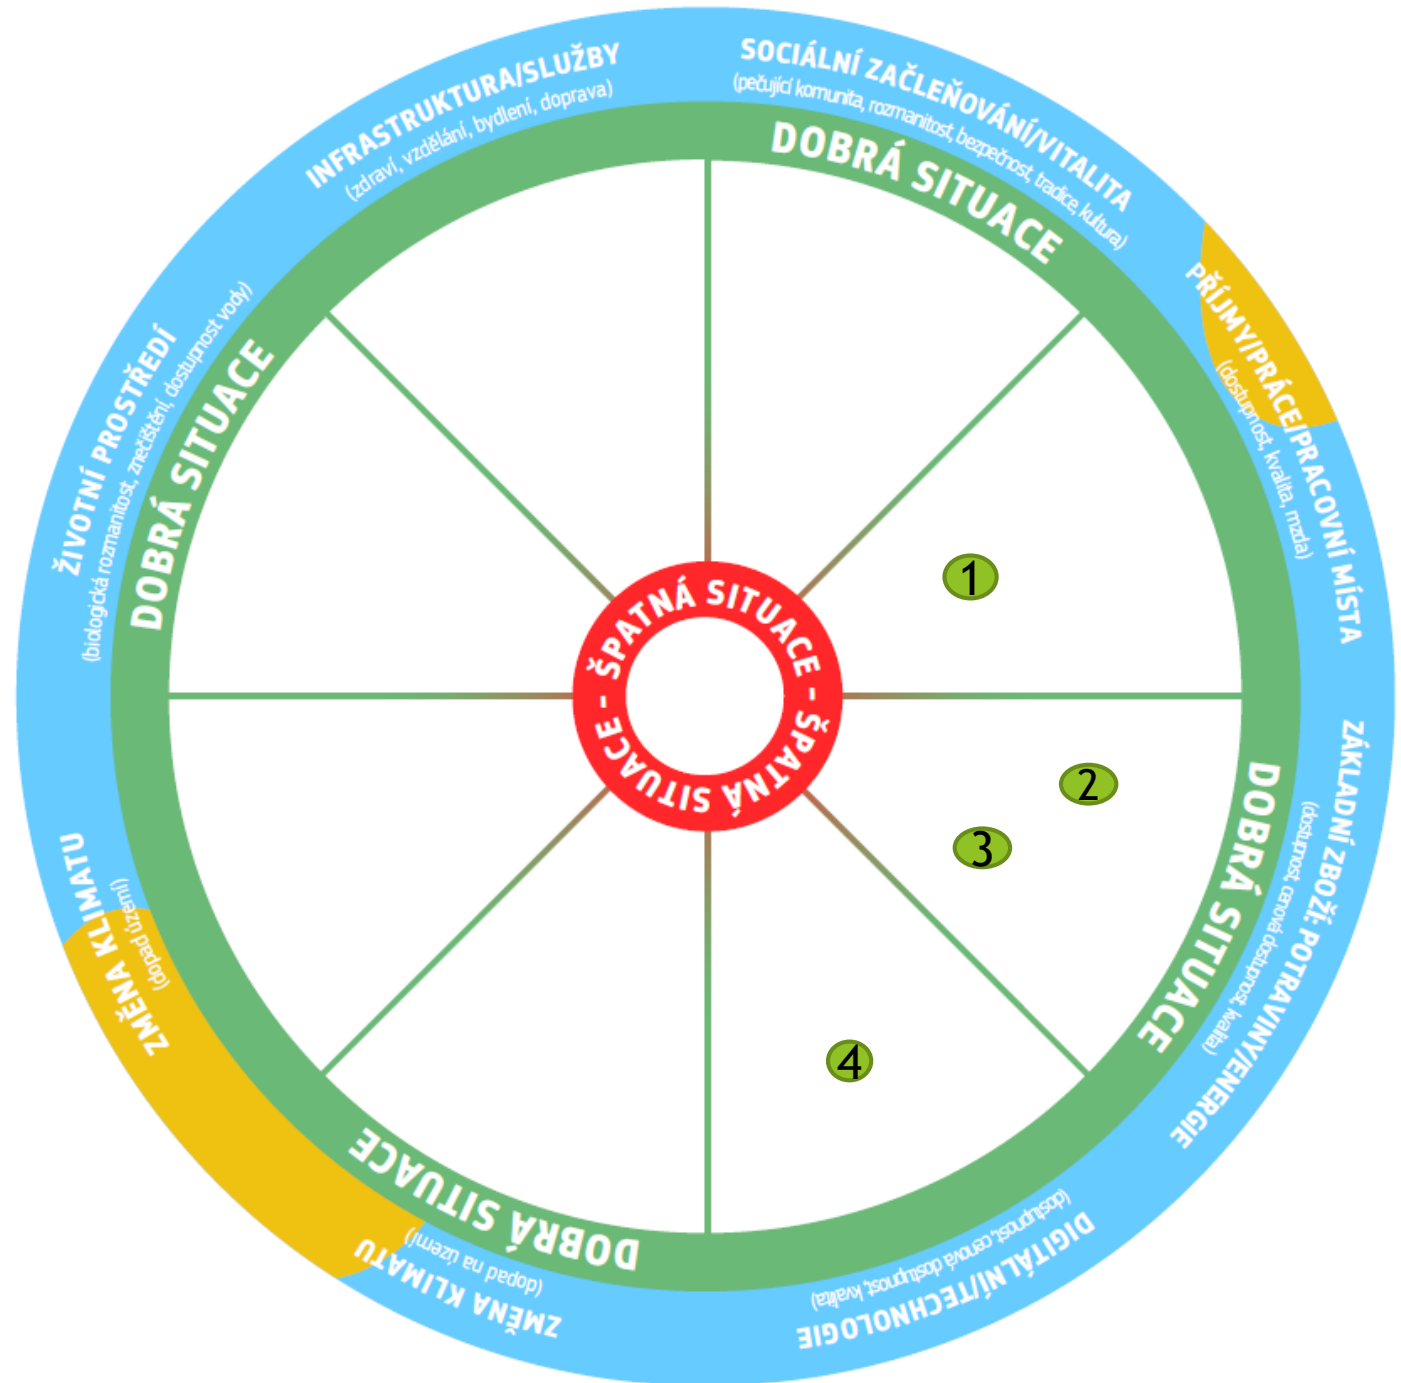 INFRASTRUKTURA/SLUŽBY
(zdraví, vzdělání, bydlení, doprava)
SOCIÁLNÍ ZAČLEŇOVÁNÍ/VITALITA
(pečující komunita, rozmanitost, bezpečnost, tradice, kultura)
DOBRÁ SITUACE
PŘÍJMY/PRÁCE/PRACOVNÍ MÍSTA
(dostupnost, kvalita, mzda)
ŽIVOTNÍ PROSTŘEDÍ
(biologická rozmanitost, znečištění, dostupnost vody)
DOBRÁ SITUACE
1
ŠPATNÁ SITUACE – ŠPATNÁ SITUACE –
2
3
ZÁKLADNÍ ZBOŽÍ: POTRAVINY/ENERGIE
(dostupnost, cenová dostupnost, kvalita)
DOBRÁ SITUACE
ZMĚNA KLIMATU
(dopad území)
4
DOBRÁ SITUACE
ZMĚNA KLIMATU
(dopad na území)
DIGITÁLNÍ/TECHNOLOGIE
(dostupnost, cenová dostupnost, kvalita)